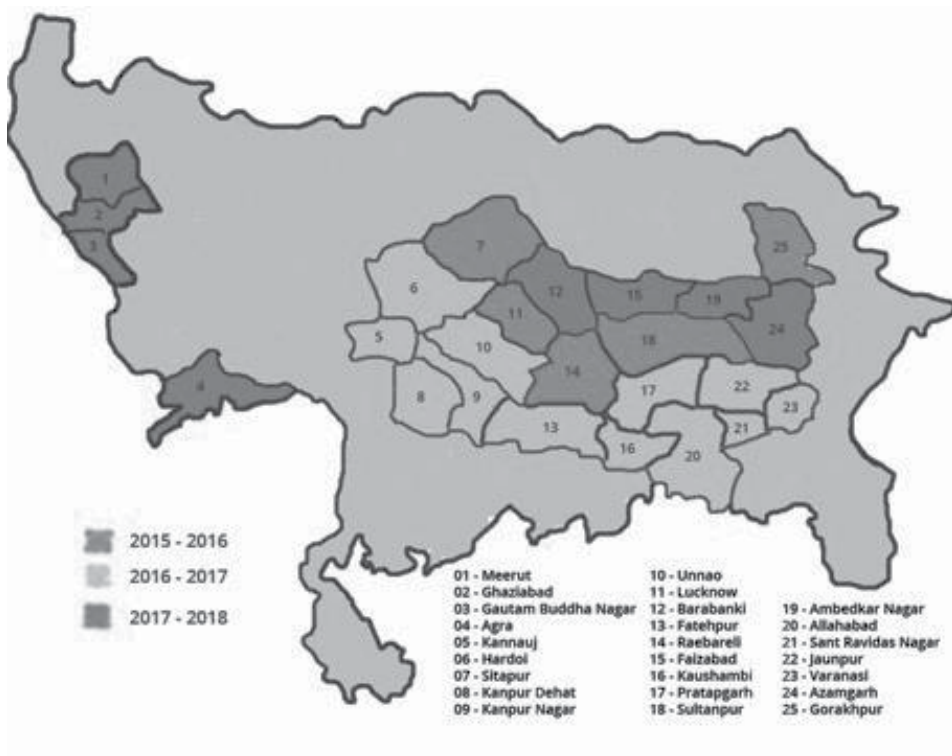 1
2
3
4
5
6
7
8
9
10
11
12
13
14
15
16
17
18
19
20
21
22
23
24
25
2015 - 2016
2016 - 2017
2017 - 2018
01 - Meerut
02 - Ghaziabad
03 - Gautam Buddha Nagar
04 - Agra
05 - Kannauj
06 - Hardoi
07 - Sitapur
08 - Kanpur Dehat
09 - Kanpur Nagar
10 - Unnao
11 - Lucknow
12 - Barabanki
13 - Fatehpur
14 - Raebareli
15 - Faizabad
16 - Kaushambi
17 - Pratapgarh
18 - Sultanpur
19 - Ambedkar Nagar
20 - Allahabad
21 - Sant Ravidas Nagar
22 - Jaunpur
23 - Varanasi
24 - Azamgarh
25 - Gorakhpur